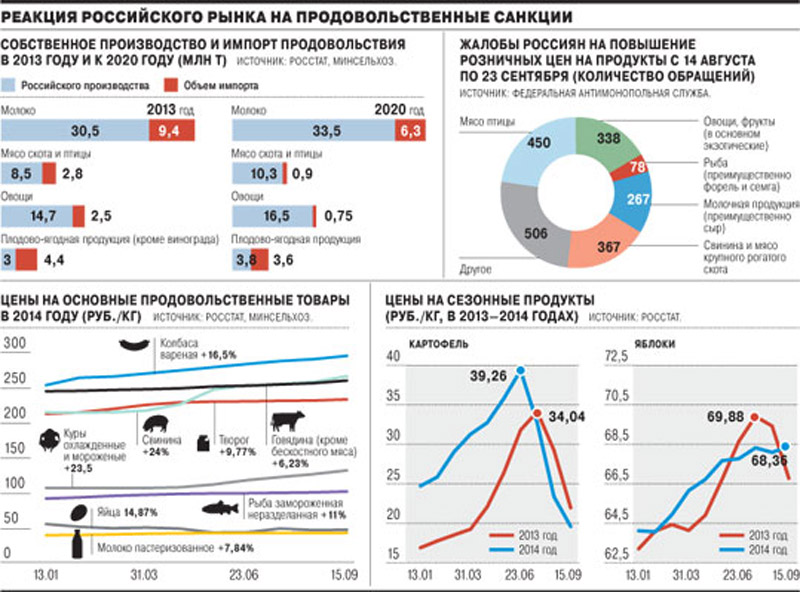 РЕАКЦИЯ РОССИЙСКОГО РЫНКА НА ПРОДОВОЛЬСТВЕННЫЕ САНКЦИИ
СОБСТВЕННОЕ ПРОИЗВОДСТВО И ИМПОРТ ПРОДОВОЛЬСТВИЯ
В 2013 ГОДУ И К 2020 ГОДУ (МЛН Т) ИСТОЧНИК: РОССТАТ, МИНСЕЛЬХОЗ.
Российского производства Объем импорта
Молоко 2013 год
30,5 9,4
Мясо скота и птицы
8,5 2,8
Овощи
14,7 2,5
Плодово-ягодная продукция (кроме винограда)
3 4,4
Молоко 2020 год
33,5 6,3
Мясо скота и птицы
10,3 0,9
Овощи
16,5 0,75
Плодово-ягодная продукция
3,8 3,6
ЖАЛОБЫ РОССИЯН НА ПОВЫШЕНИЕ
РОЗНИЧНЫХ ЦЕН НА ПРОДУКТЫ С 14 АВГУСТА
ПО 23 СЕНТЯБРЯ (КОЛИЧЕСТВО ОБРАЩЕНИЙ)
ИСТОЧНИК: ФЕДЕРАЛЬНАЯ АНТИМОНОПОЛЬНАЯ СЛУЖБА.
Мясо птицы
450
338
Овощи, фрукты
(в основном
экзотические)
78
Рыба
(преимущественно
форель и семга)
267
Молочная продукция
(преимущественно
сыр)
367
Свинина и мясо
крупного рогатого
скота
506
Другое
ЦЕНЫ НА ОСНОВНЫЕ ПРОДОВОЛЬСТВЕННЫЕ ТОВАРЫ
В 2014 ГОДУ (РУБ./КГ) ИСТОЧНИК: РОССТАТ, МИНСЕЛЬХОЗ.
300
250
200
150
100
50
0
Колбаса
вареная +16,5%
Куры
охлажденные
и мороженые
+23,5
Свинина
+24%
Творог
+9,77%
Говядина (кроме
бескостного мяса)
+6,23%
Яйца 14,87%
Рыба замороженная
неразделанная +11%
Молоко пастеризованное +7,84%
13.01 31.03 23.06 15.09
ЦЕНЫ НА СЕЗОННЫЕ ПРОДУКТЫ
(РУБ./КГ, В 2013–2014 ГОДАХ) ИСТОЧНИК: РОССТАТ.
КАРТОФЕЛЬ
40
35
30
25
20
15
39,26
34,04
2013 год
2014 год
13.01 31.03 23.06 15.09
ЯБЛОКИ
72,5
70,5
68,5
66,5
64,5
62,5
69,88
68,36
2013 год
2014 год
13.01 31.03 23.06 15.09